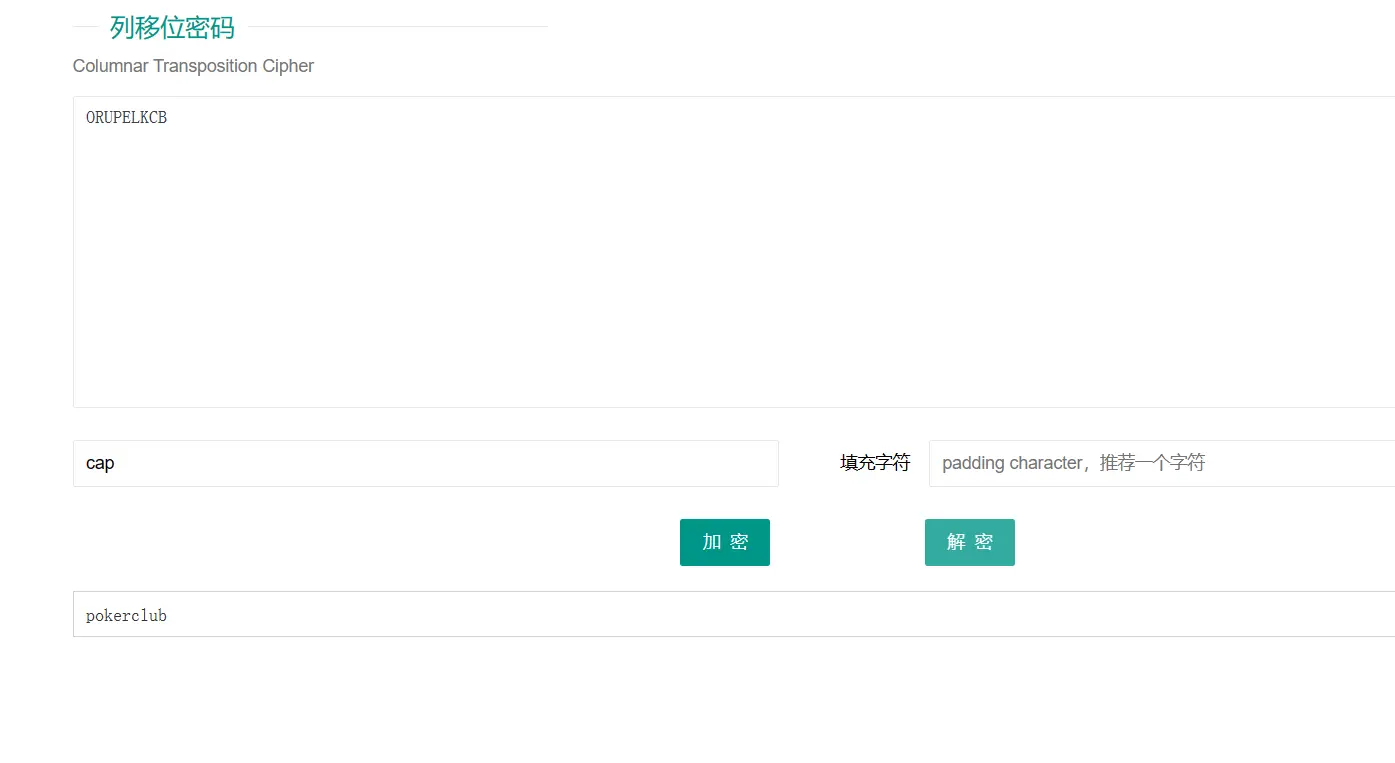 列移位密码
Columnar Transposition Cipher
ORUPELKCB
cap
填充字符
padding character，推荐一个字符
加 密
解 密
pokerclub